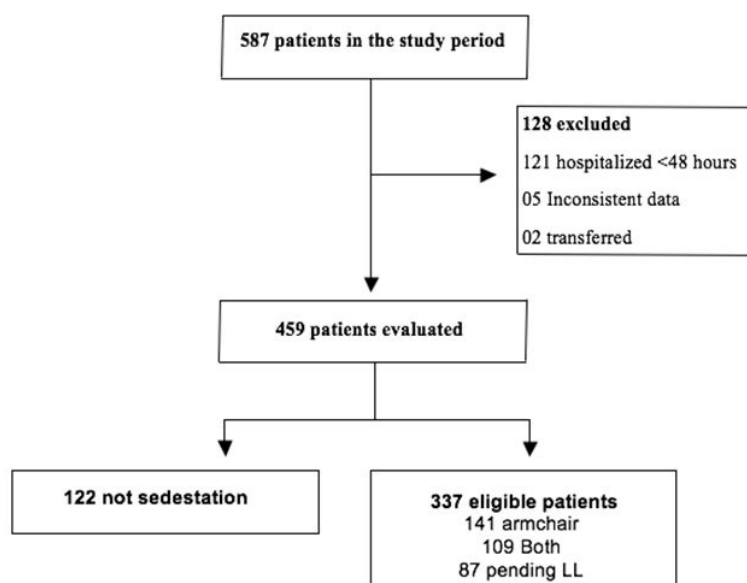 587 patients in the study period
128 excluded
121 hospitalized <48 hours
05 Inconsistent data
02 transferred
459 patients evaluated
122 not sedestation
337 eligible patients
141 armchair
109 Both
87 pending LL